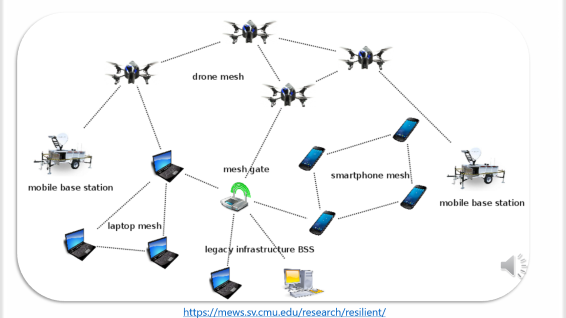 drone mesh
mesh gate
mobile base station
smartphone mesh
mobile base station
laptop mesh
legacy infrastructure BSS
https://mews.sv.cmu.edu/research/resilient/